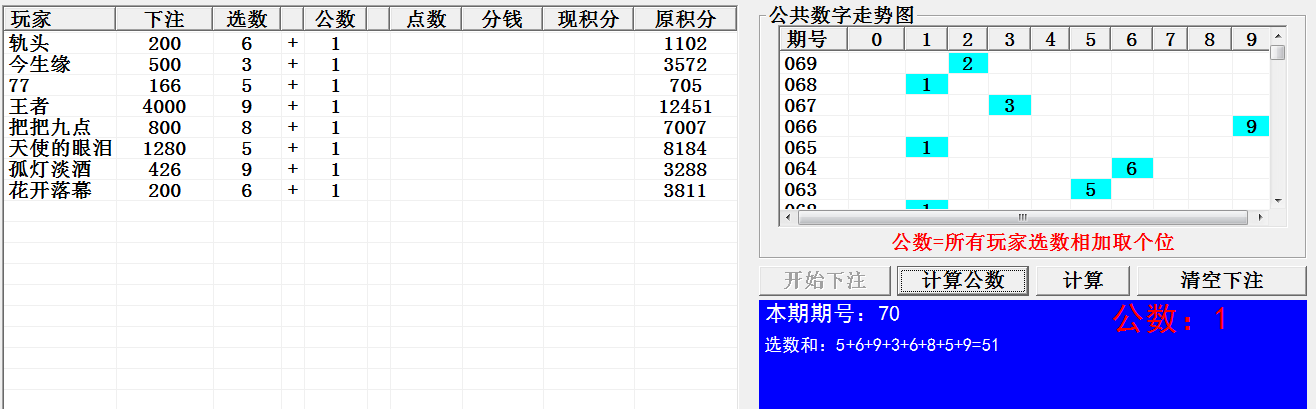 玩家 下注 选数 公数 点数 分钱 现积分 原积分
轨头 200 6 + 1 1102
今生缘 500 3 + 1 3572
77 166 5 + 1 705
王者 4000 9 + 1 12451
把把九点 800 8 + 1 7007
天使的眼泪 1280 5 + 1 8184
孤灯淡酒 426 9 + 1 3288
花开落幕 200 6 + 1 3811
公共数字走势图
期号 0 1 2 3 4 5 6 7 8 9
069 2
068 1
067 3
066 9
065 1
064 6
063 5
公数=所有玩家选数相加取个位
开始下注 计算公数 计算 清空下注
本期期号：70 公数：1
选数和：5+6+9+3+6+8+5+9=51